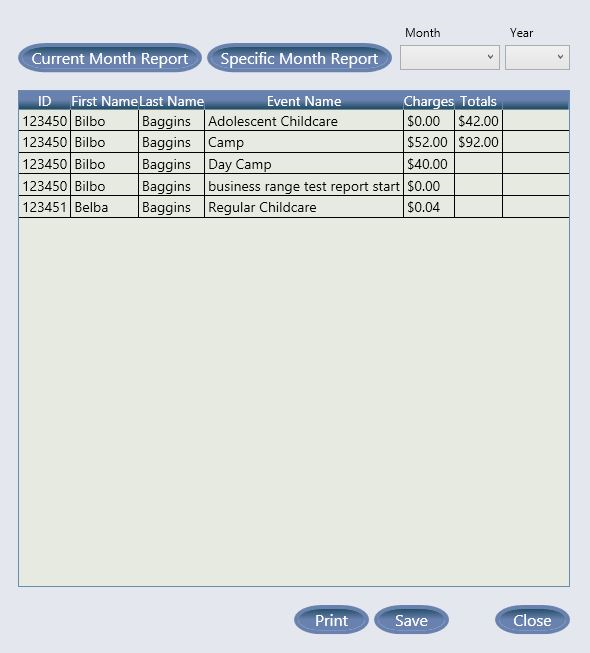 Month Year
Current Month Report Specific Month Report
ID First Name Last Name Event Name Charges Totals
123450 Bilbo Baggins Adolescent Childcare $0.00 $42.00
123450 Bilbo Baggins Camp $52.00 $92.00
123450 Bilbo Baggins Day Camp $40.00
123450 Bilbo Baggins business range test report start $0.00
123451 Belba Baggins Regular Childcare $0.04
Print Save Close